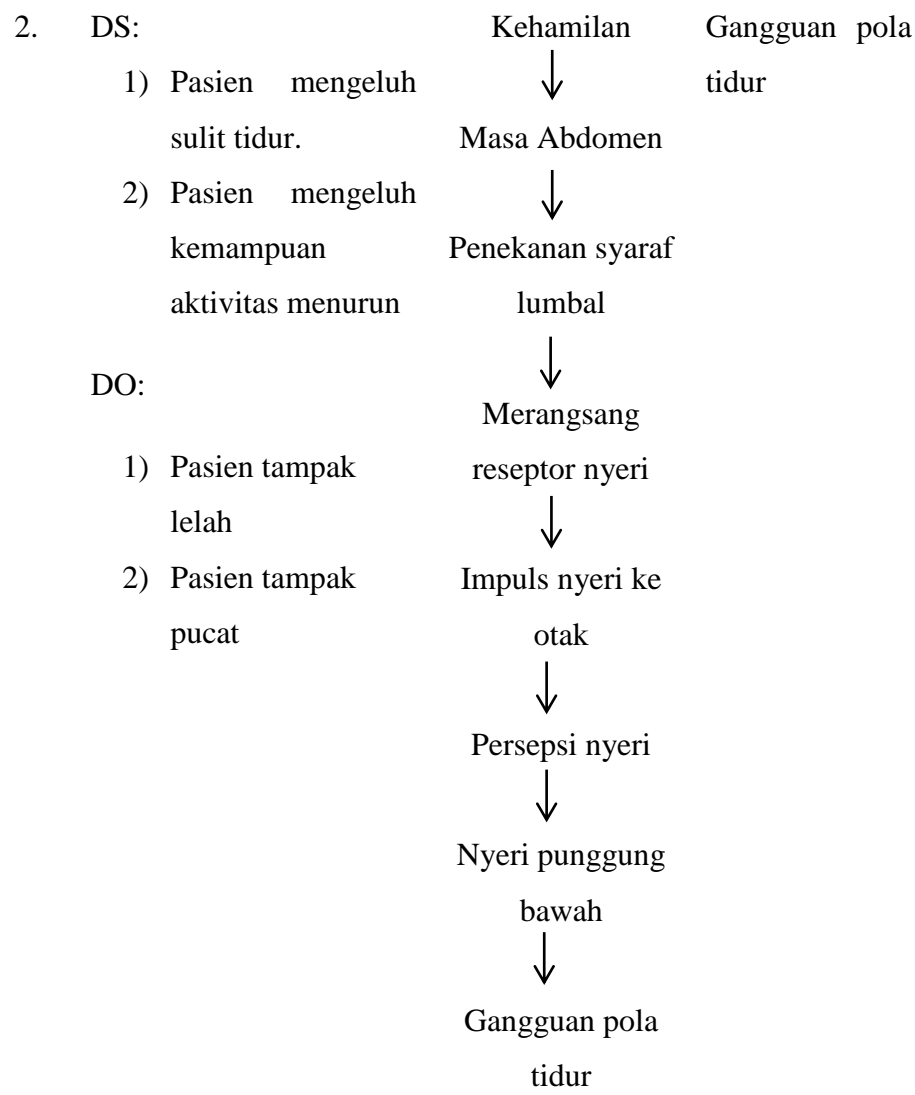 2. DS:
1) Pasien mengeluh
sulit tidur.
2) Pasien mengeluh
kemampuan
aktivitas menurun
DO:
1) Pasien tampak
lelah
2) Pasien tampak
pucat
Kehamilan
Masa Abdomen
Penekanan syaraf
lumbal
Merangsang
reseptor nyeri
Impuls nyeri ke
otak
Persepsi nyeri
Nyeri punggung
bawah
Gangguan pola
tidur
Gangguan pola
tidur